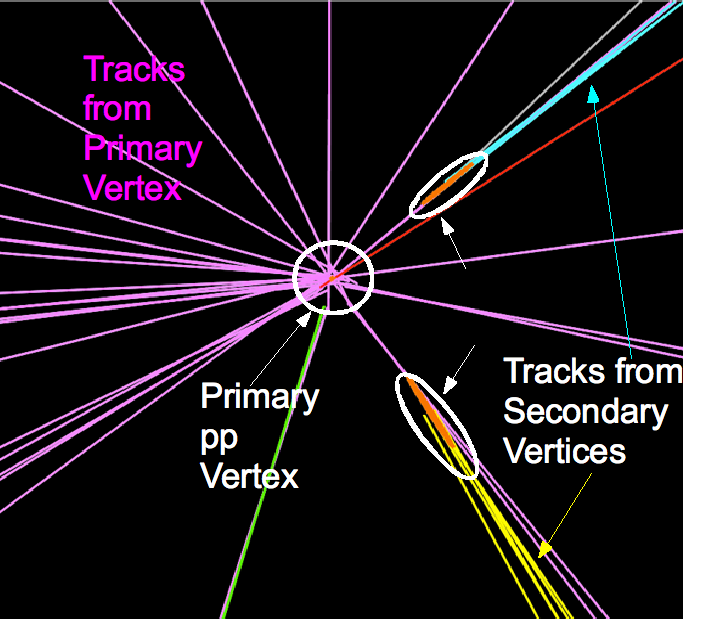 Tracks
from
Primary
Vertex
Primary
pp
Vertex
Tracks from
Secondary
Vertices